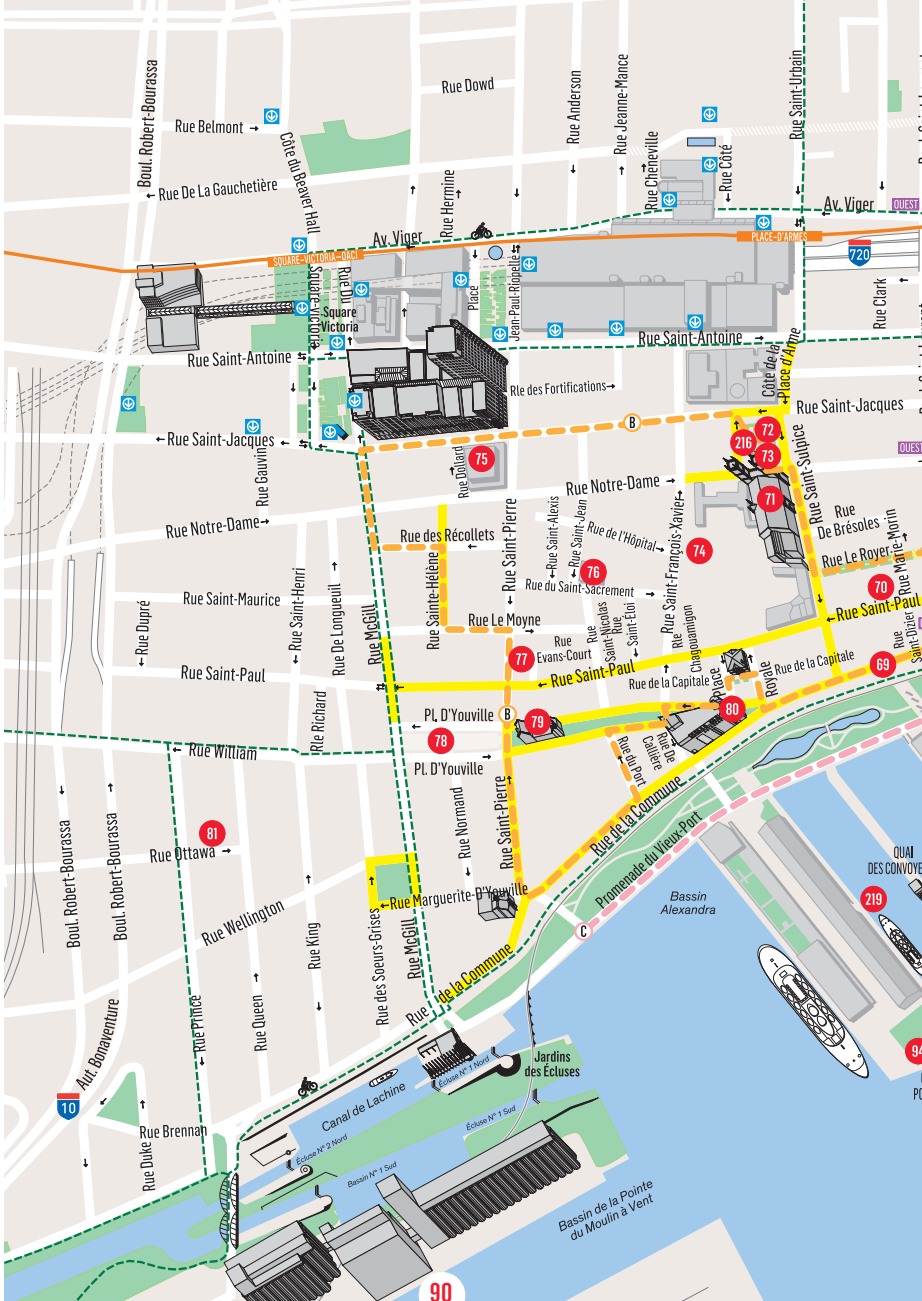 Rue Dowd
Rue Belmont
Boul. Robert-Bourassa
Côte du Beaver Hall
Rue Anderson
Rue Jeanne-Mance
Rue Saint-Urbain
Rue De La Gauchetière
Rue Hermine
Rue Cheneville
Rue Côté
Av. Viger
Av. Viger
OUEST
SQUARE-VICTORIA-OACI
PLACE-D'ARMES
720
Square-Victoria
Rue Du
Square
Victoria
Place
Jean-Paul-Riopelle
Rue Clark
Rue Saint-Antoine
Rue Saint-Antoine
Côte de la
Place d'Armes
Rle des Fortifications
Rue Saint-Jacques
Rue Saint-Jacques
B
72
216
73
OUEST
Rue Gauvin
Rue Dollard
75
71
Rue Saint-Sulpice
Rue Notre-Dame
Rue Notre-Dame
Rue
De Brésoles
Rue des Récollets
Rue Saint-Pierre
Rue Saint-Alexis
Rue Saint-Jean
Rue de l'Hôpital
Rue Saint-François-Xavier
74
Rue Le Royer
Rue Marie-Morin
76
Rue du Saint-Sacrement
70
Rue Saint-Maurice
Rue Saint-Henri
Rue De Longueuil
Rue McGill
Rue Sainte-Hélène
Rue Dupré
Rue Le Moyne
Rue
Saint-Nicolas
Rue
Saint-Éloi
Rue
Chagouamigon
Rue Saint-Paul
Rue
Saint-Dizier
77
Rue
Evans-Court
Rue Saint-Paul
Rue Saint-Paul
Rue de la Capitale
Place
Royale
Rue de la Capitale
69
Rle Richard
Pl. D'Youville
B
79
80
78
Rue William
Pl. D'Youville
Rue du Port
Rue De
Callière
Rue de la Commune
Promenade du Vieux-Port
Rue Normand
Rue Saint-Pierre
81
Rue Ottawa
Boul. Robert-Bourassa
Boul. Robert-Bourassa
Rue Marguerite-D'Youville
Rue Wellington
QUAI
DES CONVOYE
Bassin
Alexandra
219
C
Rue King
Rue des Soeurs-Grises
Rue McGill
Rue de la Commune
Rue Prince
Rue Queen
Aut. Bonaventure
10
Jardins
des Écluses
94
Écluse N° 1 Nord
Canal de Lachine
Écluse N° 1 Sud
PO
Rue Brennan
Rue Duke
Écluse N° 2 Nord
Bassin N° 1 Sud
Bassin de la Pointe
du Moulin à Vent
90